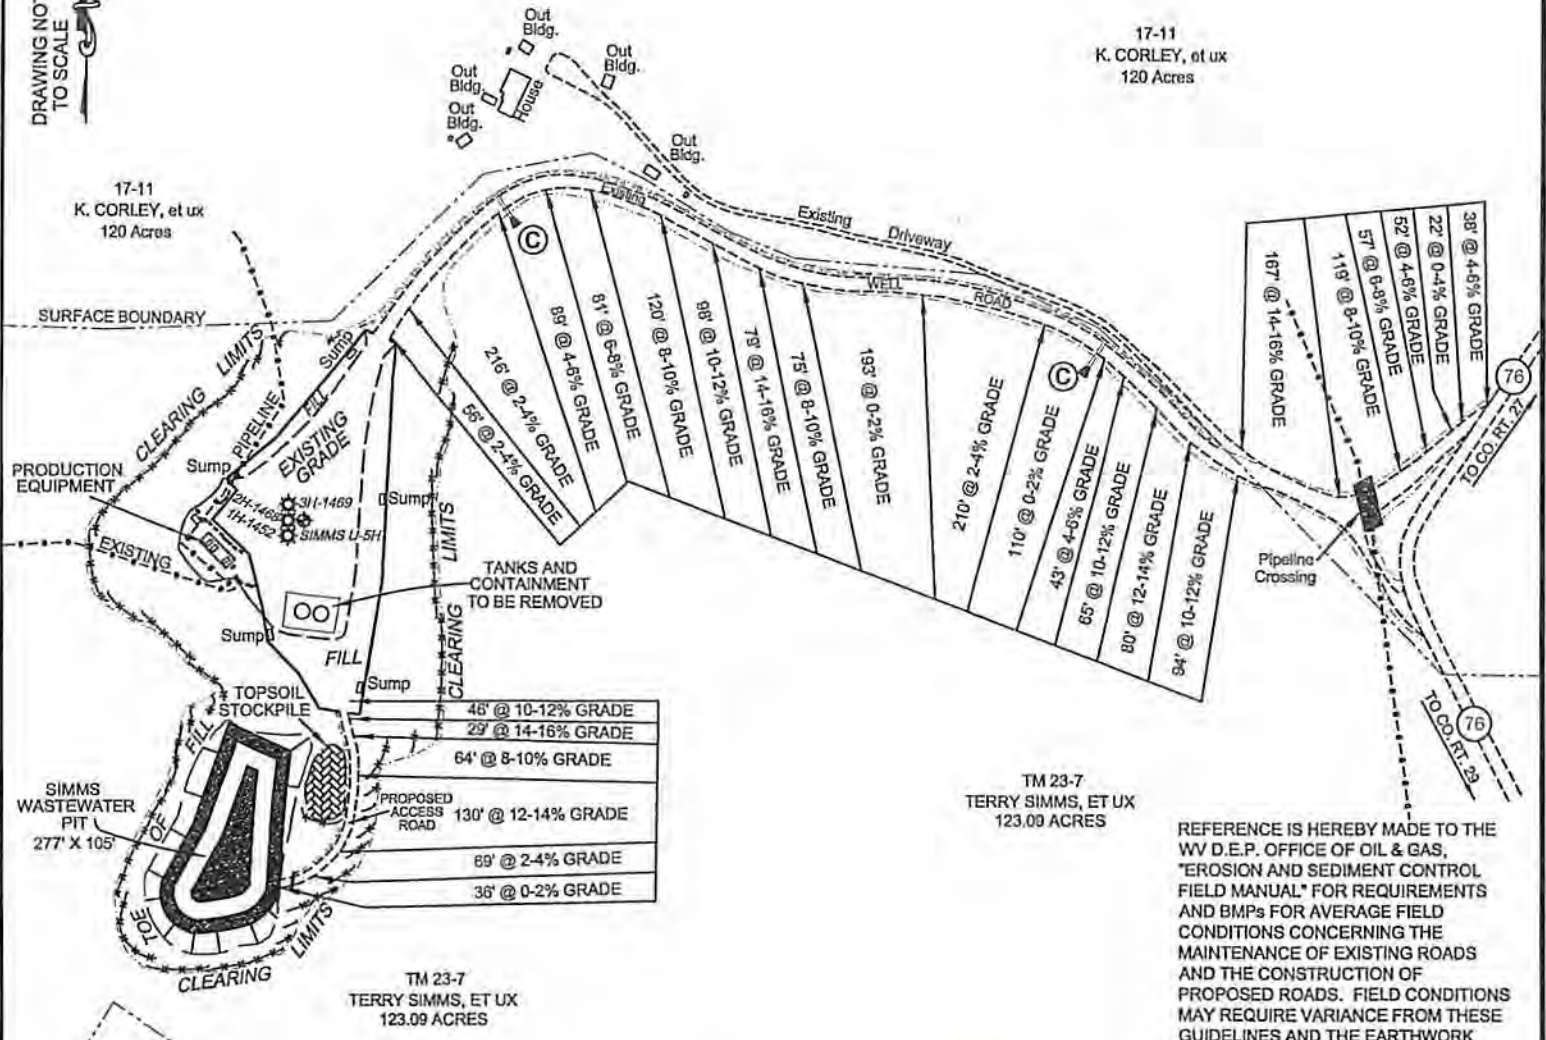 DRAWING NOT
TO SCALE
Out
Bldg.
Out
Bldg.
Out
Bldg.
House
Out
Bldg.
Out
Bldg.
17-11
K. CORLEY, et ux
120 Acres
17-11
K. CORLEY, et ux
120 Acres
Existing
Existing
Driveway
WELL
ROAD
C
C
SURFACE BOUNDARY
CLEARING
LIMITS
Sump
FILL
PIPELINE
EXISTING
GRADE
PRODUCTION
EQUIPMENT
Sump
2H-1468
3H-1469
1H-1452
SIMMS U-5H
EXISTING
Sump
LIMITS
CLEARING
TANKS AND
CONTAINMENT
TO BE REMOVED
Sump
FILL
Sump
56' @ 2-4% GRADE
216' @ 2-4% GRADE
89' @ 4-6% GRADE
81' @ 6-8% GRADE
120' @ 8-10% GRADE
98' @ 10-12% GRADE
79' @ 14-16% GRADE
75' @ 8-10% GRADE
193' @ 0-2% GRADE
210' @ 2-4% GRADE
110' @ 0-2% GRADE
43' @ 4-6% GRADE
65' @ 10-12% GRADE
80' @ 12-14% GRADE
94' @ 10-12% GRADE
167' @ 14-16% GRADE
119' @ 8-10% GRADE
57' @ 6-8% GRADE
52' @ 4-6% GRADE
22' @ 0-4% GRADE
38' @ 4-6% GRADE
76
TO CO. RT. 27
Pipeline
Crossing
76
TO CO. RT. 29
TOPSOIL
STOCKPILE
46' @ 10-12% GRADE
29' @ 14-16% GRADE
64' @ 8-10% GRADE
PROPOSED
ACCESS
ROAD
130' @ 12-14% GRADE
69' @ 2-4% GRADE
36' @ 0-2% GRADE
SIMMS
WASTEWATER
PIT
277' X 105'
TOE
OF
FILL
CLEARING
LIMITS
TM 23-7
TERRY SIMMS, ET UX
123.09 ACRES
TM 23-7
TERRY SIMMS, ET UX
123.09 ACRES
REFERENCE IS HEREBY MADE TO THE
WV D.E.P. OFFICE OF OIL & GAS,
"EROSION AND SEDIMENT CONTROL
FIELD MANUAL" FOR REQUIREMENTS
AND BMPs FOR AVERAGE FIELD
CONDITIONS CONCERNING THE
MAINTENANCE OF EXISTING ROADS
AND THE CONSTRUCTION OF
PROPOSED ROADS. FIELD CONDITIONS
MAY REQUIRE VARIANCE FROM THESE
GUIDELINES AND THE EARTHWORK